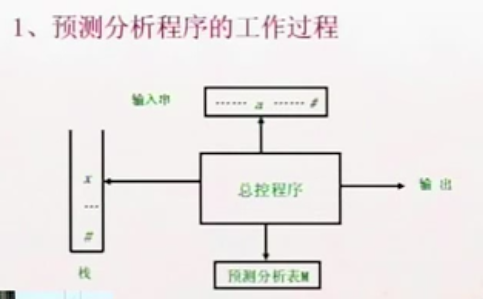 1、预测分析程序的工作过程
输入串
…… a …… #
x
…
#
总控程序
输 出
栈
预测分析表M